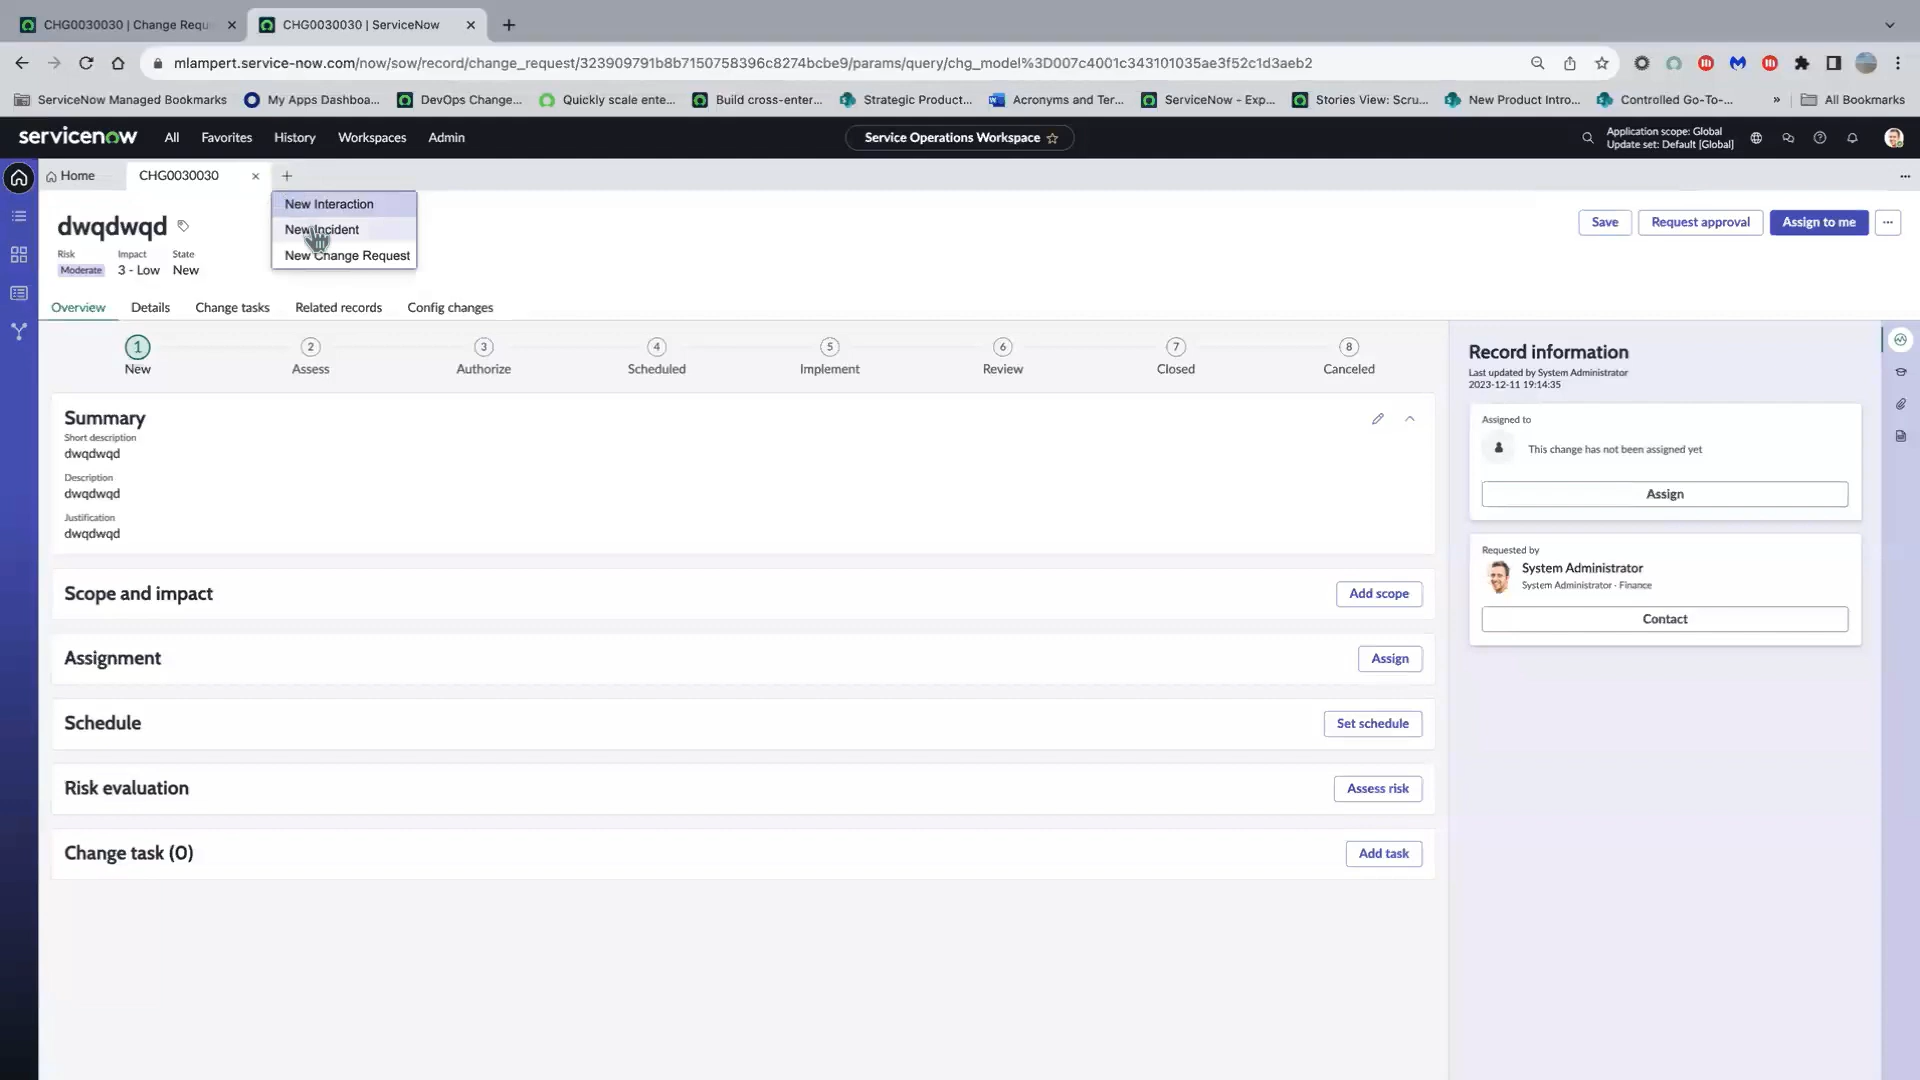 CHG0030030 | Change Requ
CHG0030030 | ServiceNow
mlampert.service-now.com/now/sow/record/change_request/323909791b8b7150758396c8274bcbe9/params/query/chg_model%3D007c4001c343101035ae3f52c1d3aeb2
ServiceNow Managed Bookmarks My Apps Dashboa... DevOps Change... Quickly scale ente... Build cross-enter... Strategic Product... Acronyms and Ter... ServiceNow - Exp... Stories View: Scru... New Product Intro... Controlled Go-To-... » All Bookmarks
servicenow All Favorites History Workspaces Admin Service Operations Workspace
Application scope: Global
Update set: Default [Global]
Home CHG0030030
New Interaction
New Incident
New Change Request
dwqdwqd
Save Request approval Assign to me
Risk Impact State
Moderate 3 - Low New
Overview Details Change tasks Related records Config changes
1 2 3 4 5 6 7 8
New Assess Authorize Scheduled Implement Review Closed Canceled
Summary
Short description
dwqdwqd
Description
dwqdwqd
Justification
dwqdwqd
Scope and impact Add scope
Assignment Assign
Schedule Set schedule
Risk evaluation Assess risk
Change task (0) Add task
Record information
Last updated by System Administrator
2023-12-11 19:14:35
Assigned to
This change has not been assigned yet
Assign
Requested by
System Administrator
System Administrator - Finance
Contact